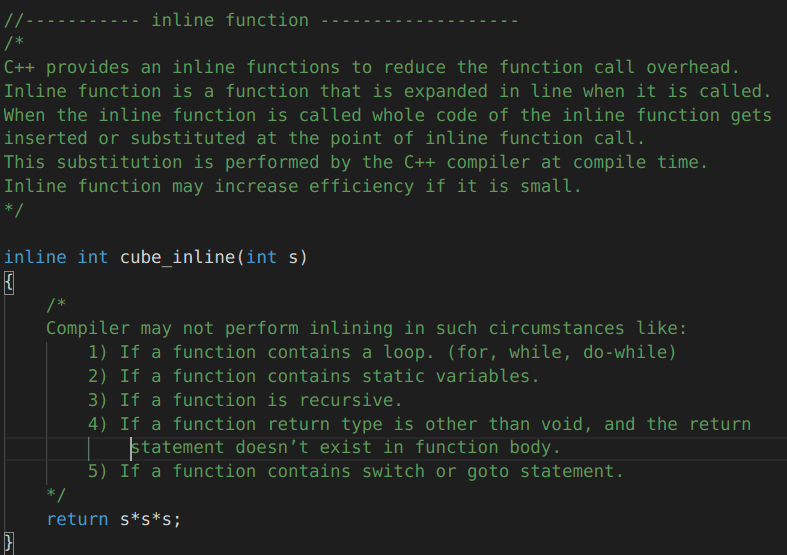 //----------- inline function -------------------
/*
C++ provides an inline functions to reduce the function call overhead.
Inline function is a function that is expanded in line when it is called.
When the inline function is called whole code of the inline function gets
inserted or substituted at the point of inline function call.
This substitution is performed by the C++ compiler at compile time.
Inline function may increase efficiency if it is small.
*/
inline int cube_inline(int s)
{
/*
Compiler may not perform inlining in such circumstances like:
1) If a function contains a loop. (for, while, do-while)
2) If a function contains static variables.
3) If a function is recursive.
4) If a function return type is other than void, and the return
statement doesn’t exist in function body.
5) If a function contains switch or goto statement.
*/
return s*s*s;
}